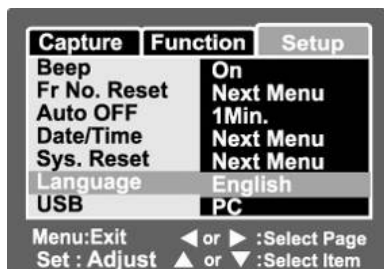 Capture Function Setup
Beep On
Fr No. Reset Next Menu
Auto OFF 1Min.
Date/Time Next Menu
Sys. Reset Next Menu
Language English
USB PC
Menu:Exit ◀ or ▶ :Select Page
Set : Adjust ▲ or ▼ :Select Item